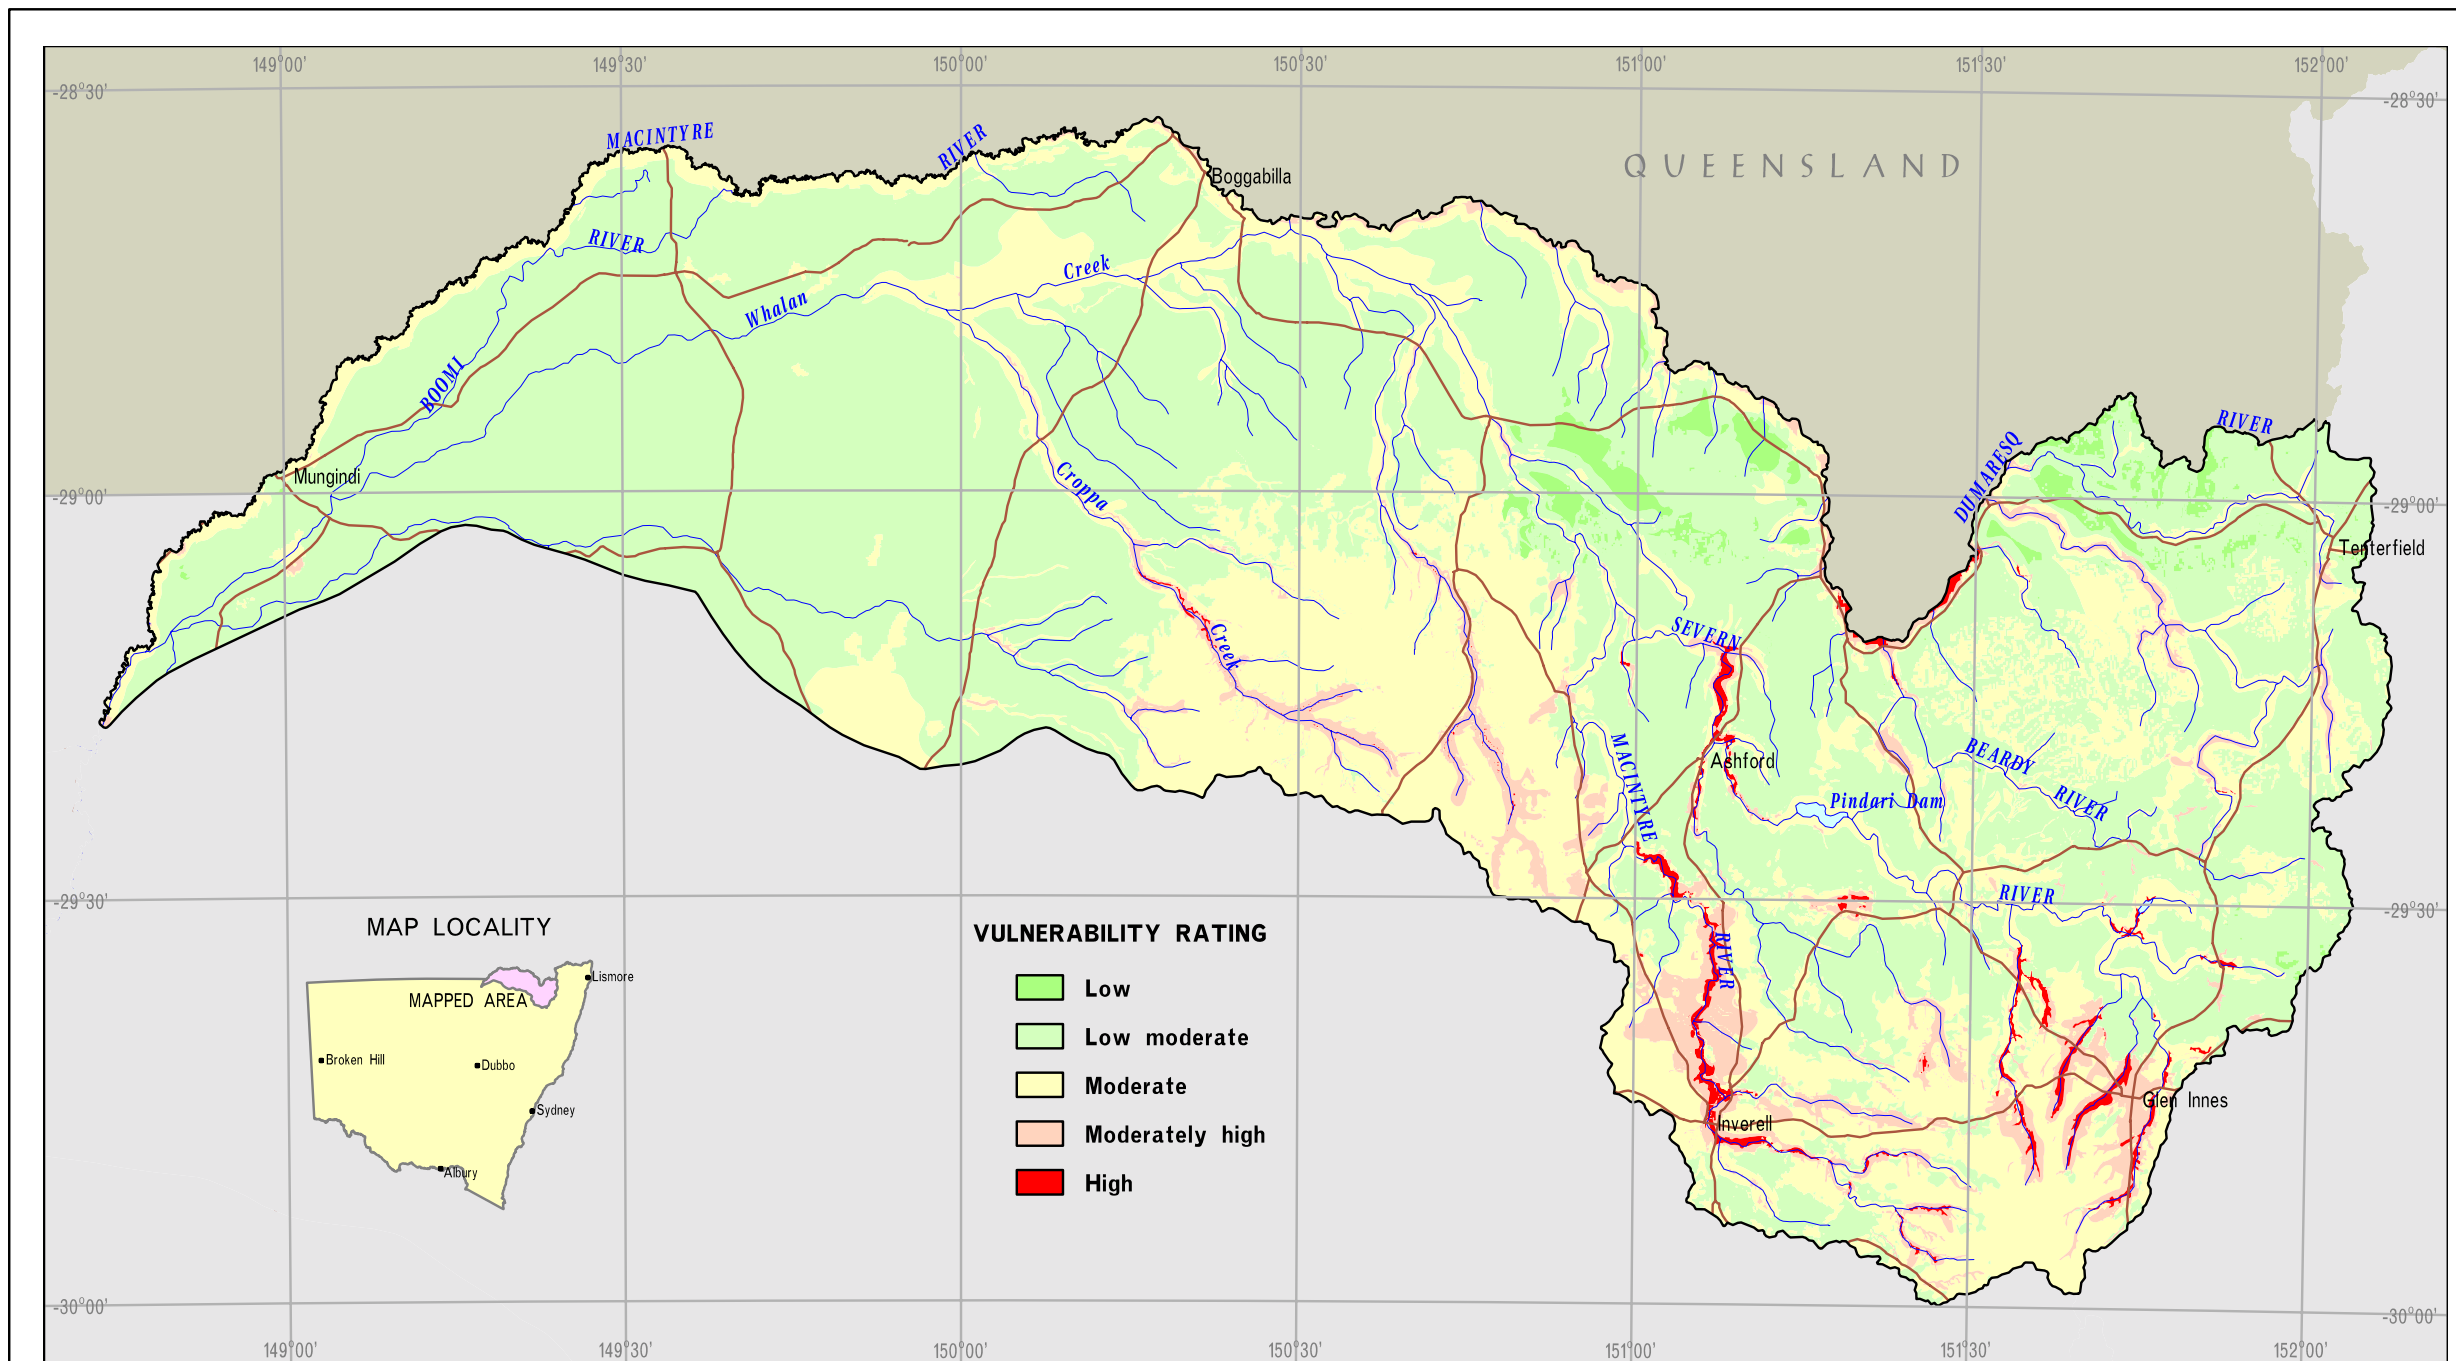 149°00'
149°30'
150°00'
150°30'
151°00'
151°30'
152°00'
-28°30'
-28°30'
MACINTYRE
RIVER
QUEENSLAND
Boggabilla
RIVER
Creek
Whalan
BOOMI
RIVER
DUMARESQ
Mungindi
Croppa
-29°00'
-29°00'
Tenterfield
Creek
SEVERN
MACINTYRE
BEARDY
Ashford
Pindari Dam
RIVER
RIVER
-29°30'
-29°30'
RIVER
MAP LOCALITY
Lismore
MAPPED AREA
Broken Hill
Dubbo
Sydney
Albury
VULNERABILITY RATING
Low
Low moderate
Moderate
Moderately high
High
Glen Innes
Inverell
-30°00'
-30°00'
149°00'
149°30'
150°00'
150°30'
151°00'
151°30'
152°00'